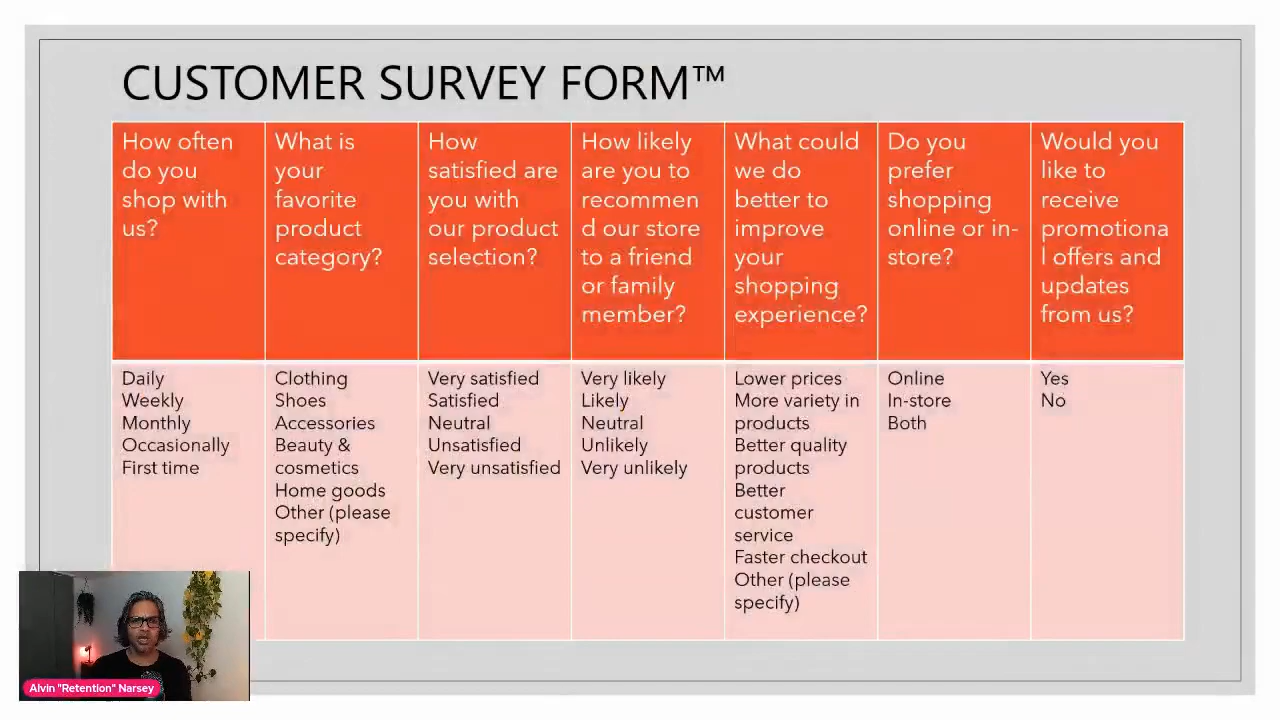 CUSTOMER SURVEY FORM™
How often
do you
shop with
us?
What is
your
favorite
product
category?
How
satisfied are
you with
our product
selection?
How likely
are you to
recommen
d our store
to a friend
or family
member?
What could
we do
better to
improve
your
shopping
experience?
Do you
prefer
shopping
online or in-
store?
Would you
like to
receive
promotiona
l offers and
updates
from us?
Daily
Weekly
Monthly
Occasionally
First time
Clothing
Shoes
Accessories
Beauty &
cosmetics
Home goods
Other (please
specify)
Very satisfied
Satisfied
Neutral
Unsatisfied
Very unsatisfied
Very likely
Likely
Neutral
Unlikely
Very unlikely
Lower prices
More variety in
products
Better quality
products
Better
customer
service
Faster checkout
Other (please
specify)
Online
In-store
Both
Yes
No
Alvin "Retention" Narsey